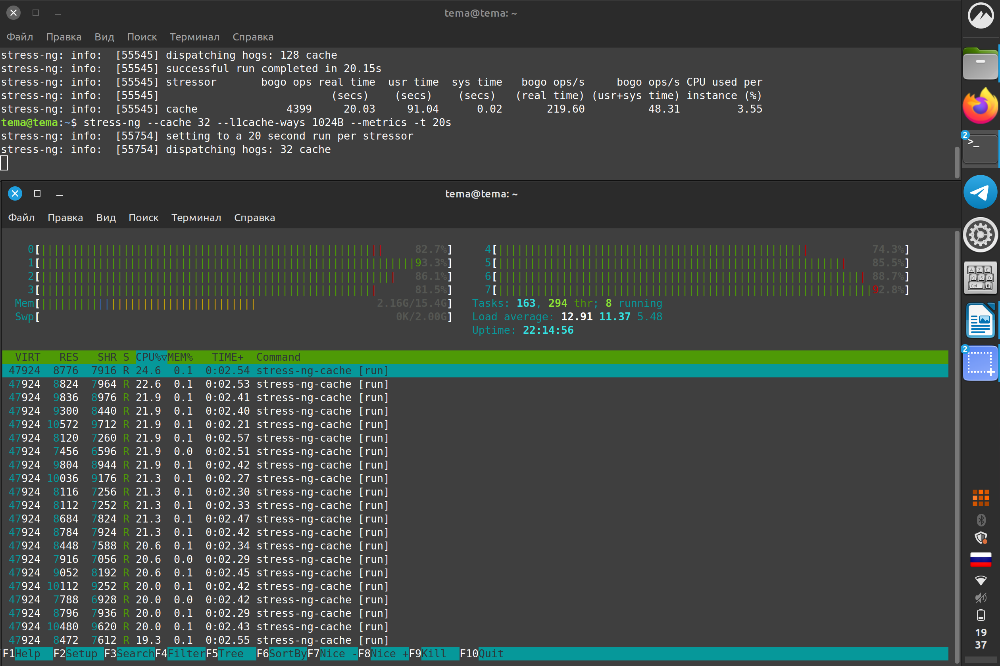 tema@tema: ~
Файл Правка Вид Поиск Терминал Справка
stress-ng: info:  [55545] dispatching hogs: 128 cache
stress-ng: info:  [55545] successful run completed in 20.15s
stress-ng: info:  [55545] stressor       bogo ops real time  usr time  sys time   bogo ops/s     bogo ops/s CPU used per
stress-ng: info:  [55545]                           (secs)    (secs)    (secs)   (real time) (usr+sys time) instance (%)
stress-ng: info:  [55545] cache              4399     20.03     91.04      0.02       219.60          48.31         3.55
tema@tema:~$ stress-ng --cache 32 --l1cache-ways 1024B --metrics -t 20s
stress-ng: info:  [55754] setting to a 20 second run per stressor
stress-ng: info:  [55754] dispatching hogs: 32 cache
tema@tema: ~
Файл Правка Вид Поиск Терминал Справка
0[ 82.7%] 4[ 74.3%]
1[ 93.3%] 5[ 85.5%]
2[ 86.1%] 6[ 88.7%]
3[ 81.5%] 7[ 92.8%]
Mem[ 2.16G/15.4G] Tasks: 163, 294 thr; 8 running
Swp[ 0K/2.00G] Load average: 12.91 11.37 5.48
Uptime: 22:14:56
VIRT RES SHR S CPU%▽MEM% TIME+ Command
47924 8776 7916 R 24.6 0.1 0:02.54 stress-ng-cache [run]
47924 8824 7964 R 22.6 0.1 0:02.53 stress-ng-cache [run]
47924 9836 8976 R 21.9 0.1 0:02.41 stress-ng-cache [run]
47924 9300 8440 R 21.9 0.1 0:02.40 stress-ng-cache [run]
47924 10572 9712 R 21.9 0.1 0:02.21 stress-ng-cache [run]
47924 8120 7260 R 21.9 0.1 0:02.57 stress-ng-cache [run]
47924 7456 6596 R 21.9 0.0 0:02.51 stress-ng-cache [run]
47924 9804 8944 R 21.9 0.1 0:02.42 stress-ng-cache [run]
47924 10036 9176 R 21.3 0.1 0:02.27 stress-ng-cache [run]
47924 8116 7256 R 21.3 0.1 0:02.30 stress-ng-cache [run]
47924 8112 7252 R 21.3 0.1 0:02.33 stress-ng-cache [run]
47924 8684 7824 R 21.3 0.1 0:02.47 stress-ng-cache [run]
47924 8784 7924 R 21.3 0.1 0:02.42 stress-ng-cache [run]
47924 8448 7588 R 20.6 0.1 0:02.34 stress-ng-cache [run]
47924 7916 7056 R 20.6 0.0 0:02.29 stress-ng-cache [run]
47924 9052 8192 R 20.6 0.1 0:02.45 stress-ng-cache [run]
47924 10112 9252 R 20.0 0.1 0:02.42 stress-ng-cache [run]
47924 7788 6928 R 20.0 0.0 0:02.42 stress-ng-cache [run]
47924 8796 7936 R 20.0 0.1 0:02.29 stress-ng-cache [run]
47924 10480 9620 R 20.0 0.1 0:02.43 stress-ng-cache [run]
47924 8472 7612 R 19.3 0.1 0:02.55 stress-ng-cache [run]
F1Help F2Setup F3SearchF4FilterF5Tree F6SortByF7Nice -F8Nice +F9Kill F10Quit
2
>_
A Z E
Q S D
Ctrl
2
19
37